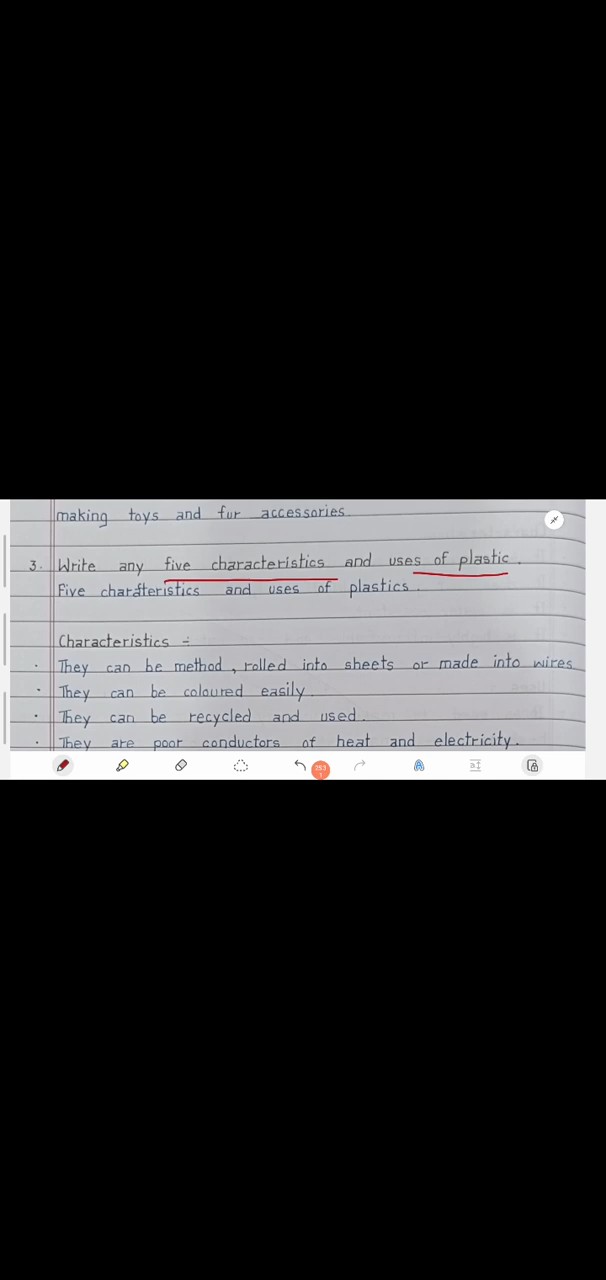 making toys and fur accessories
3. Write any five characteristics and uses of plastic.
Five charateristics and uses of plastics.
Characteristics :-
• They can be method, rolled into sheets or made into wires
• They can be coloured easily.
• They can be recycled and used.
• They are poor conductors of heat and electricity.